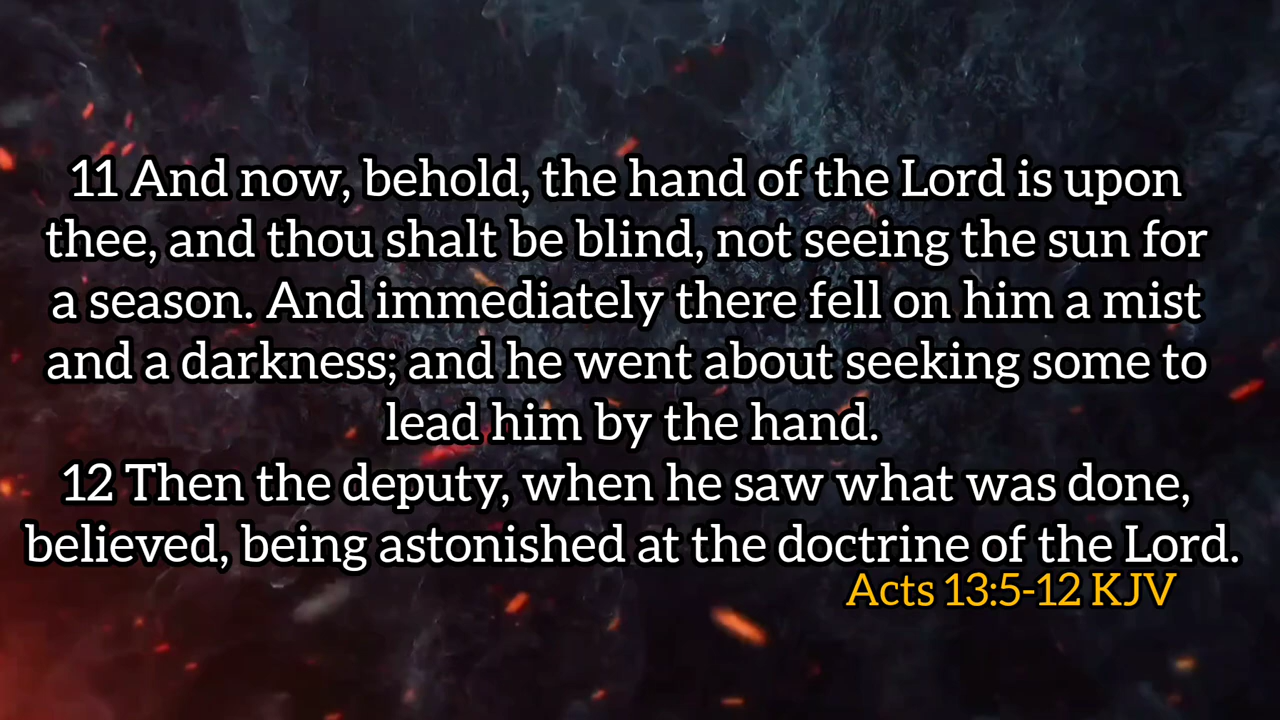 11 And now, behold, the hand of the Lord is upon
thee, and thou shalt be blind, not seeing the sun for
a season. And immediately there fell on him a mist
and a darkness; and he went about seeking some to
lead him by the hand.
12 Then the deputy, when he saw what was done,
believed, being astonished at the doctrine of the Lord.
Acts 13:5-12 KJV